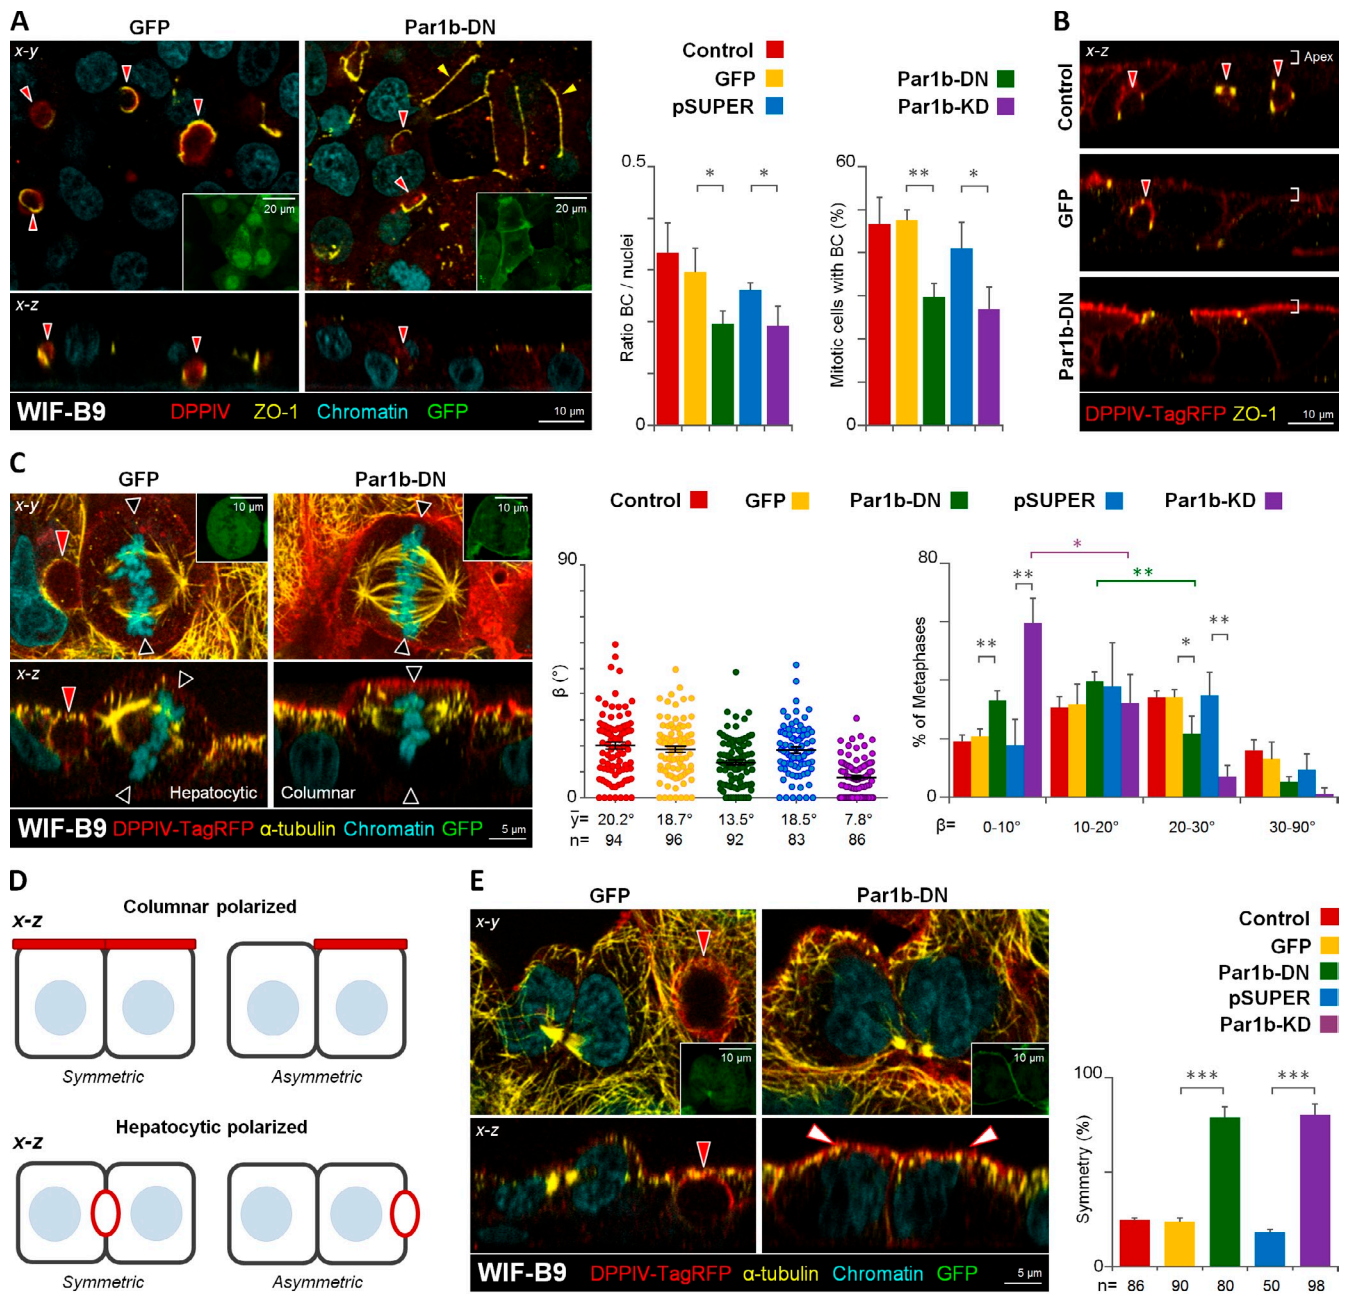 A
GFP
Par1b-DN
x-y
20 µm
20 µm
x-z
WIF-B9 DPPIV ZO-1 Chromatin GFP 10 µm
Control
GFP
pSUPER
Par1b-DN
Par1b-KD
0.5
* *
Ratio BC / nuclei
0
60
** *
Mitotic cells with BC (%)
0
B
x-z
Apex
Control
GFP
Par1b-DN
DPPIV-TagRFP ZO-1 10 µm
C
GFP
Par1b-DN
x-y
10 µm
10 µm
x-z
Hepatocytic
Columnar
WIF-B9 DPPIV-TagRFP α-tubulin Chromatin GFP 5 µm
Control GFP Par1b-DN pSUPER Par1b-KD
90
β (°)
0
y̅= 20.2° 18.7° 13.5° 18.5° 7.8°
n= 94 96 92 83 86
80
*
**
**
**
*
**
% of Metaphases
0
β= 0-10° 10-20° 20-30° 30-90°
D
Columnar polarized
x-z
Symmetric
Asymmetric
Hepatocytic polarized
x-z
Symmetric
Asymmetric
E
GFP
Par1b-DN
x-y
10 µm
10 µm
x-z
WIF-B9 DPPIV-TagRFP α-tubulin Chromatin GFP 5 µm
Control
GFP
Par1b-DN
pSUPER
Par1b-KD
100
*** ***
Symmetry (%)
0
n= 86 90 80 50 98